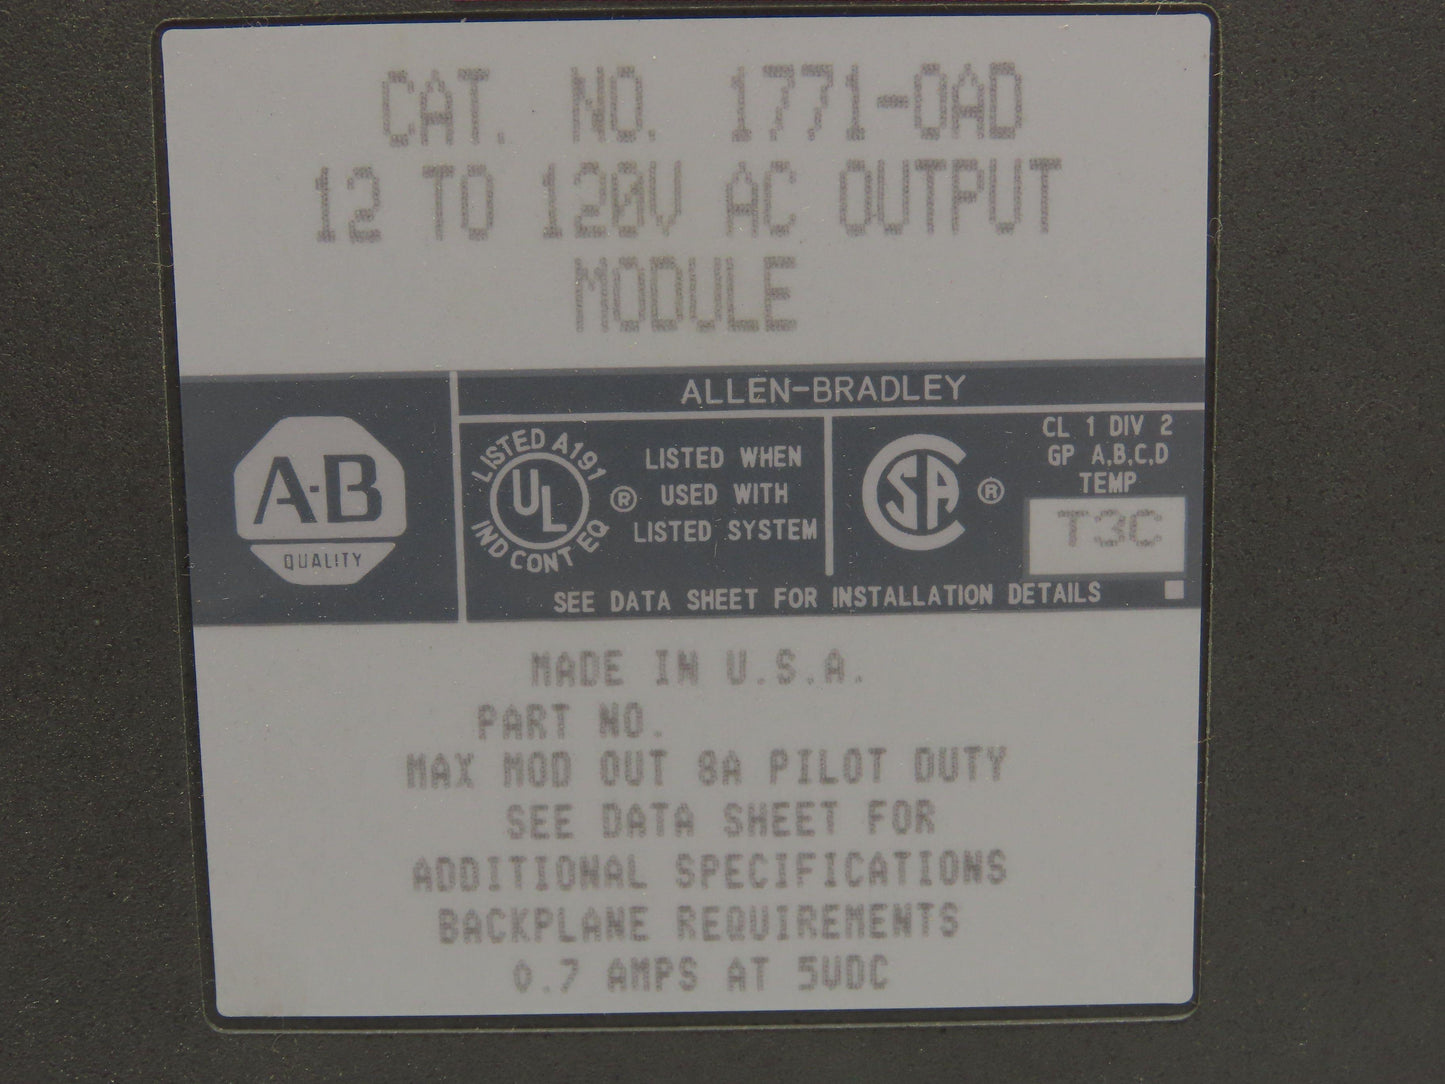 CAT. NO. 1771-OAD
12 TO 120V AC OUTPUT
MODULE
ALLEN-BRADLEY
A-B
QUALITY
LISTED A191
UL
IND CONT EQ
®
LISTED WHEN
USED WITH
LISTED SYSTEM
SA
®
CL 1 DIV 2
GP A,B,C,D
TEMP
T3C
SEE DATA SHEET FOR INSTALLATION DETAILS
MADE IN U.S.A.
PART NO.
MAX MOD OUT 8A PILOT DUTY
SEE DATA SHEET FOR
ADDITIONAL SPECIFICATIONS
BACKPLANE REQUIREMENTS
0.7 AMPS AT 5VDC